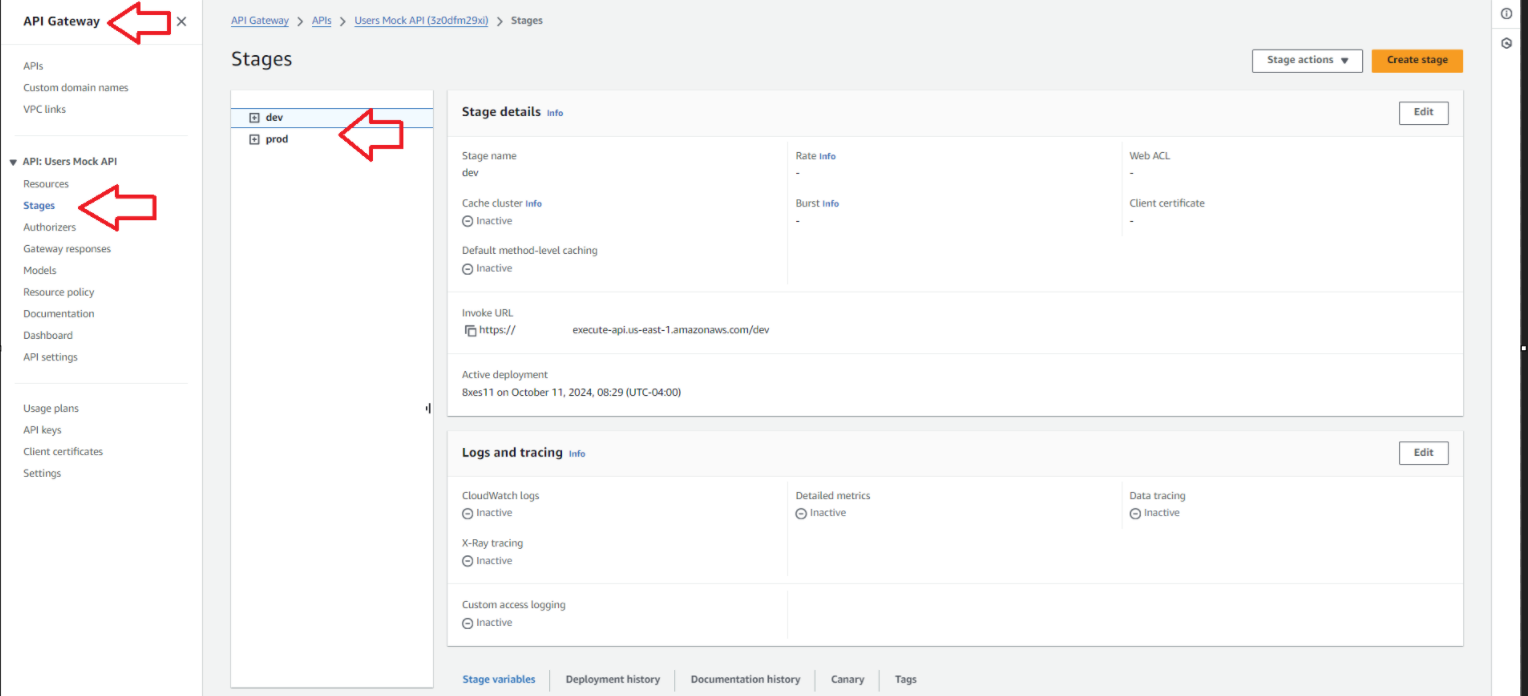 API Gateway
API Gateway > APIs > Users Mock API (3z0dfm29xi) > Stages
APIs
Custom domain names
VPC links
API: Users Mock API
Resources
Stages
Authorizers
Gateway responses
Models
Resource policy
Documentation
Dashboard
API settings
Usage plans
API keys
Client certificates
Settings
Stages
Stage actions
Create stage
dev
prod
Stage details Info
Edit
Stage name
dev
Rate Info
-
Web ACL
-
Cache cluster Info
Inactive
Burst Info
-
Client certificate
-
Default method-level caching
Inactive
Invoke URL
https:// execute-api.us-east-1.amazonaws.com/dev
Active deployment
8xes11 on October 11, 2024, 08:29 (UTC-04:00)
Logs and tracing Info
Edit
CloudWatch logs
Inactive
Detailed metrics
Inactive
Data tracing
Inactive
X-Ray tracing
Inactive
Custom access logging
Inactive
Stage variables
Deployment history
Documentation history
Canary
Tags